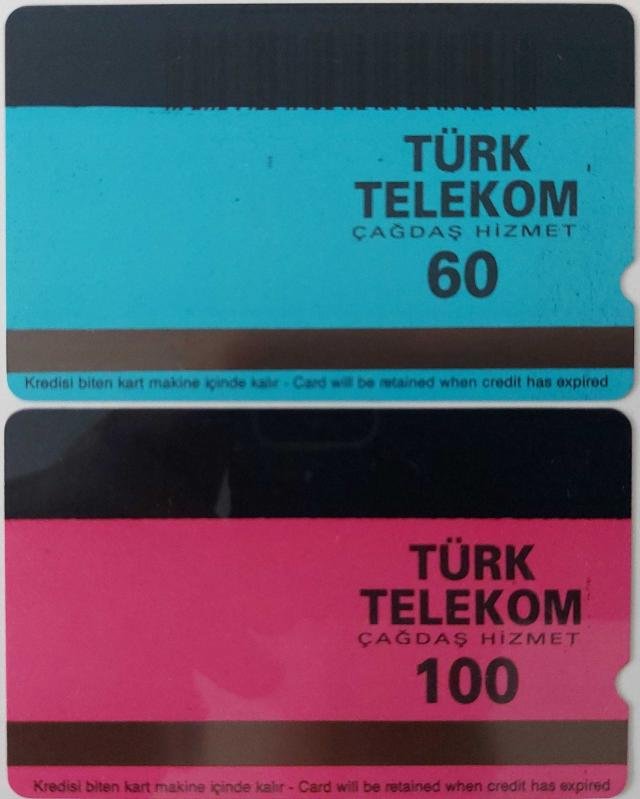 TÜRK
TELEKOM
ÇAĞDAŞ HİZMET
60
Kredisi biten kart makine içinde kalır - Card will be retained when credit has expired
TÜRK
TELEKOM
ÇAĞDAŞ HİZMET
100
Kredisi biten kart makine içinde kalır - Card will be retained when credit has expired